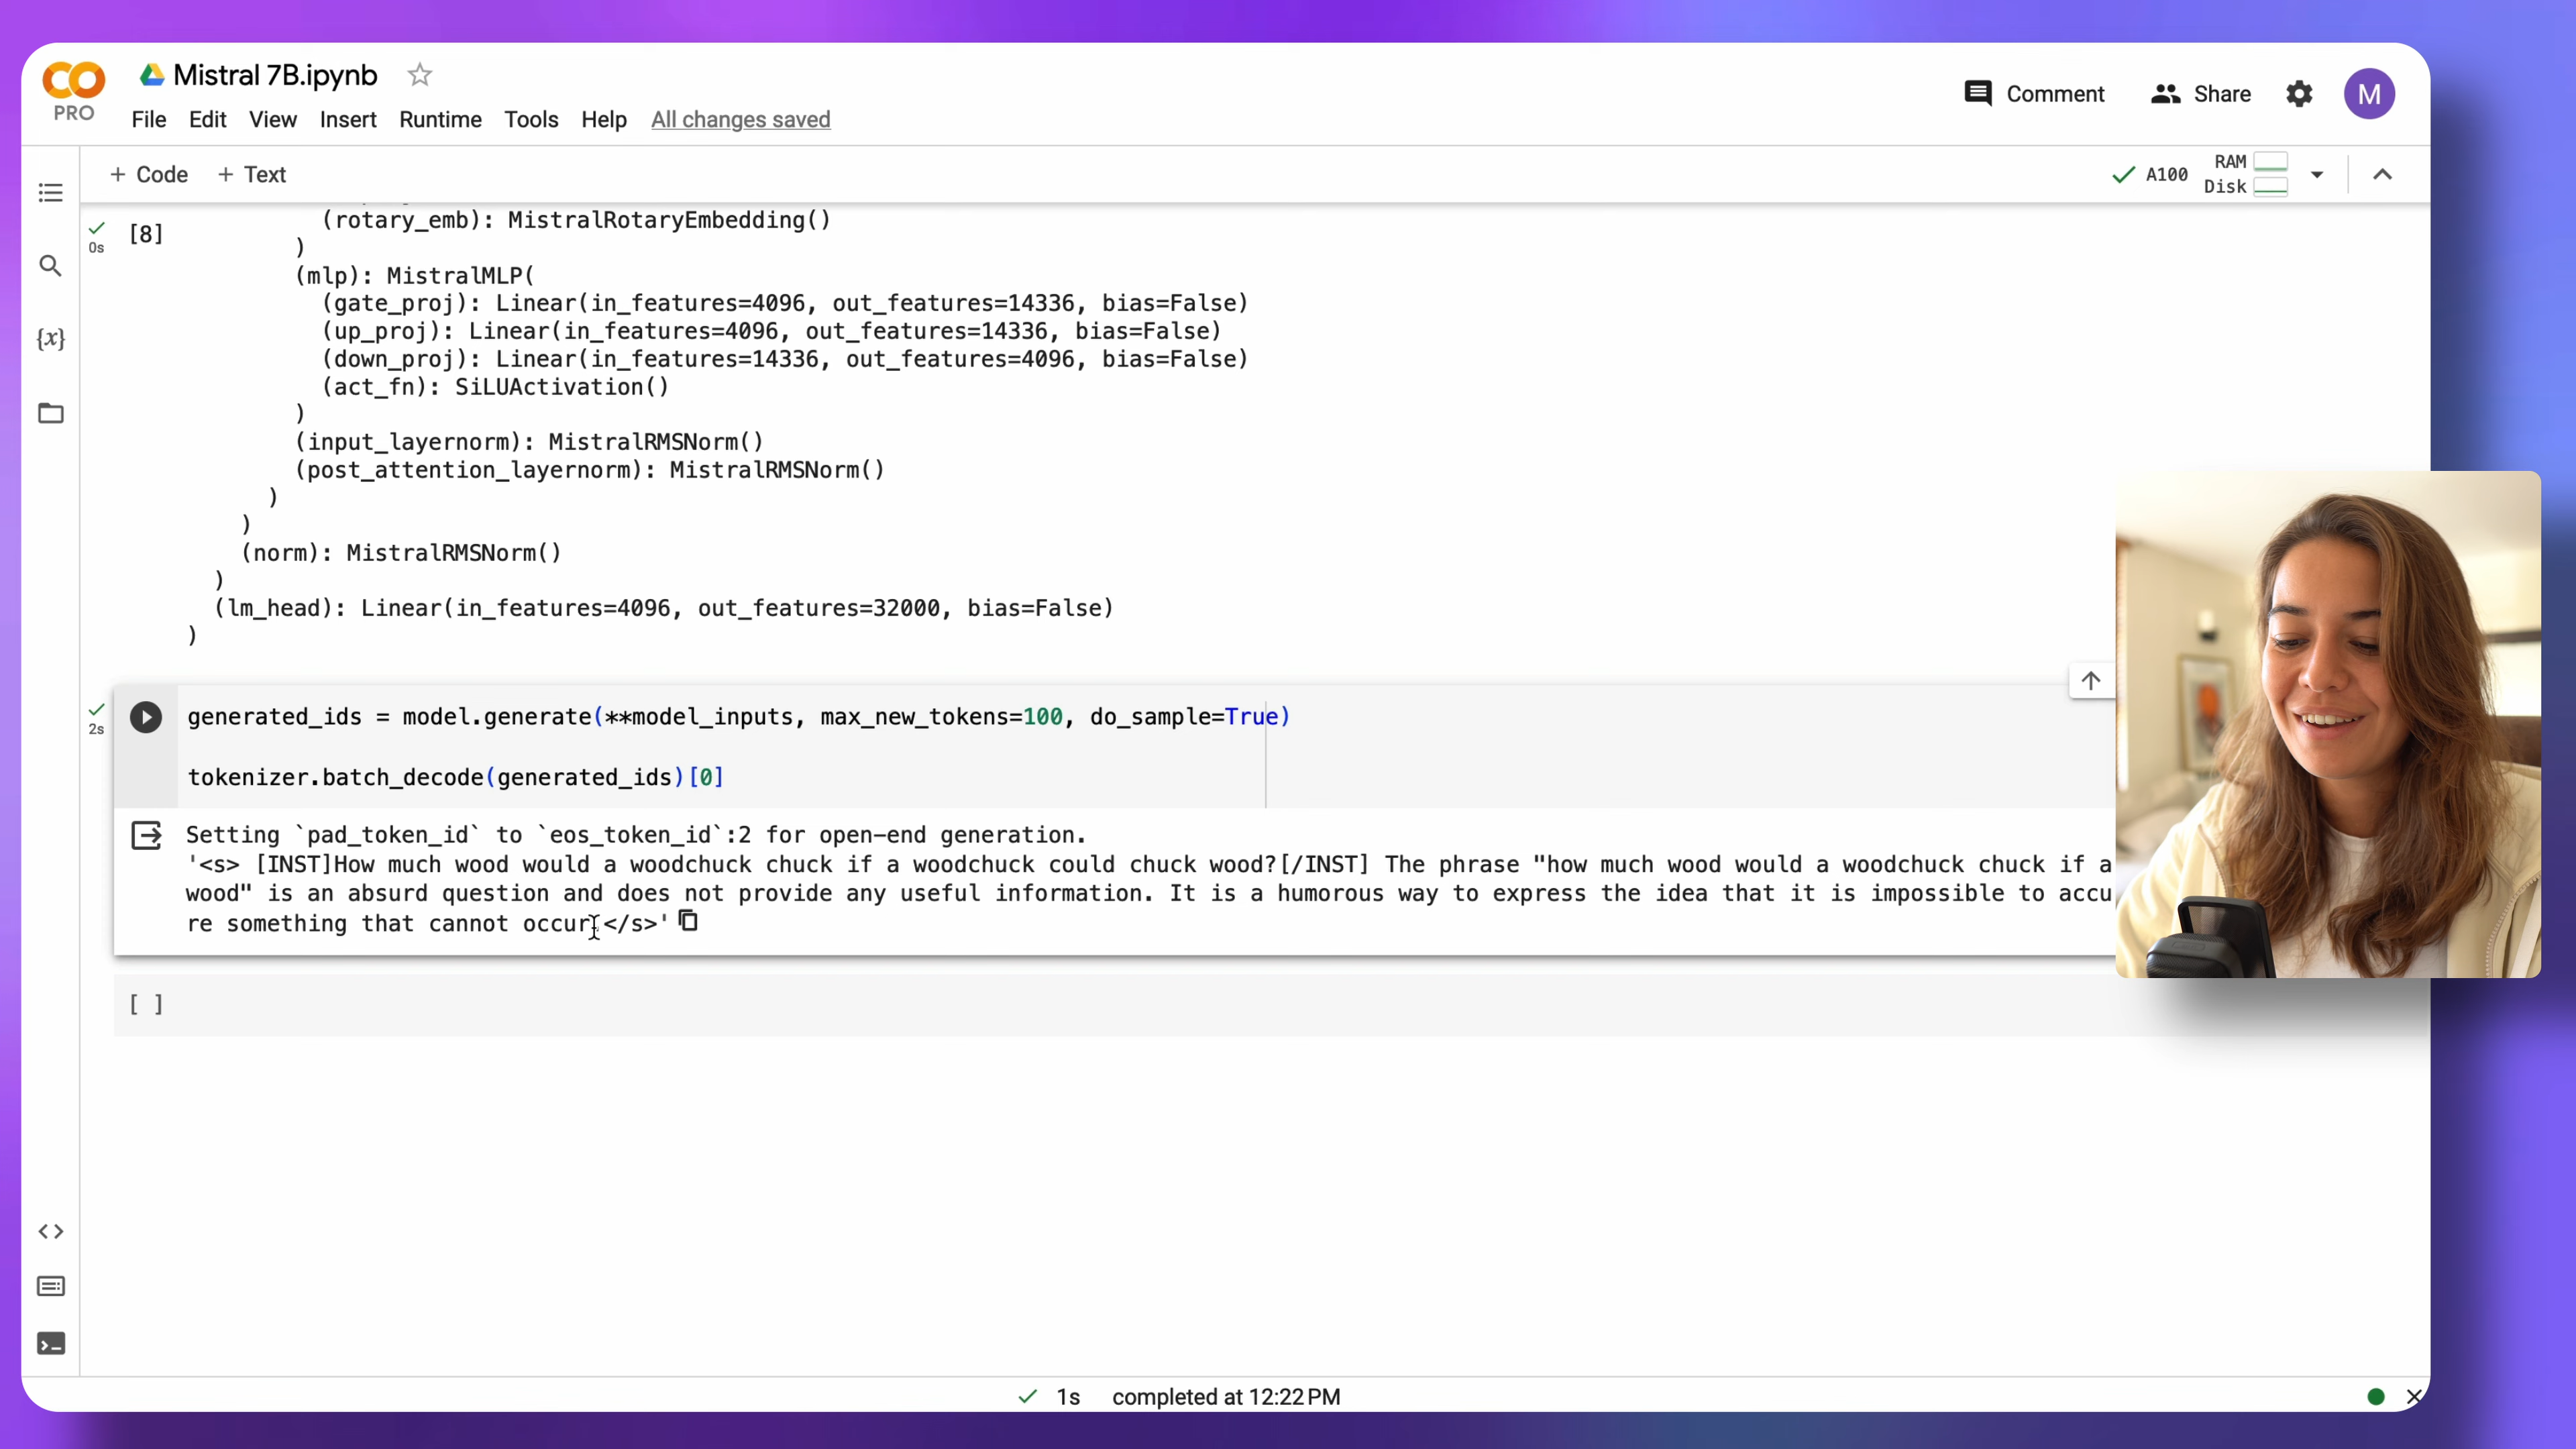 Mistral 7B.ipynb
PRO
File Edit View Insert Runtime Tools Help All changes saved
Comment Share M
+ Code + Text
A100 RAM Disk
[8]
0s
(rotary_emb): MistralRotaryEmbedding()
)
(mlp): MistralMLP(
(gate_proj): Linear(in_features=4096, out_features=14336, bias=False)
(up_proj): Linear(in_features=4096, out_features=14336, bias=False)
(down_proj): Linear(in_features=14336, out_features=4096, bias=False)
(act_fn): SiLUActivation()
)
(input_layernorm): MistralRMSNorm()
(post_attention_layernorm): MistralRMSNorm()
)
)
(norm): MistralRMSNorm()
)
(lm_head): Linear(in_features=4096, out_features=32000, bias=False)
)
2s
generated_ids = model.generate(**model_inputs, max_new_tokens=100, do_sample=True)
tokenizer.batch_decode(generated_ids)[0]
Setting `pad_token_id` to `eos_token_id`:2 for open-end generation.
'<s> [INST]How much wood would a woodchuck chuck if a woodchuck could chuck wood?[/INST] The phrase "how much wood would a woodchuck chuck if a
wood" is an absurd question and does not provide any useful information. It is a humorous way to express the idea that it is impossible to accu
re something that cannot occur.</s>'
[ ]
{x}
1s completed at 12:22 PM